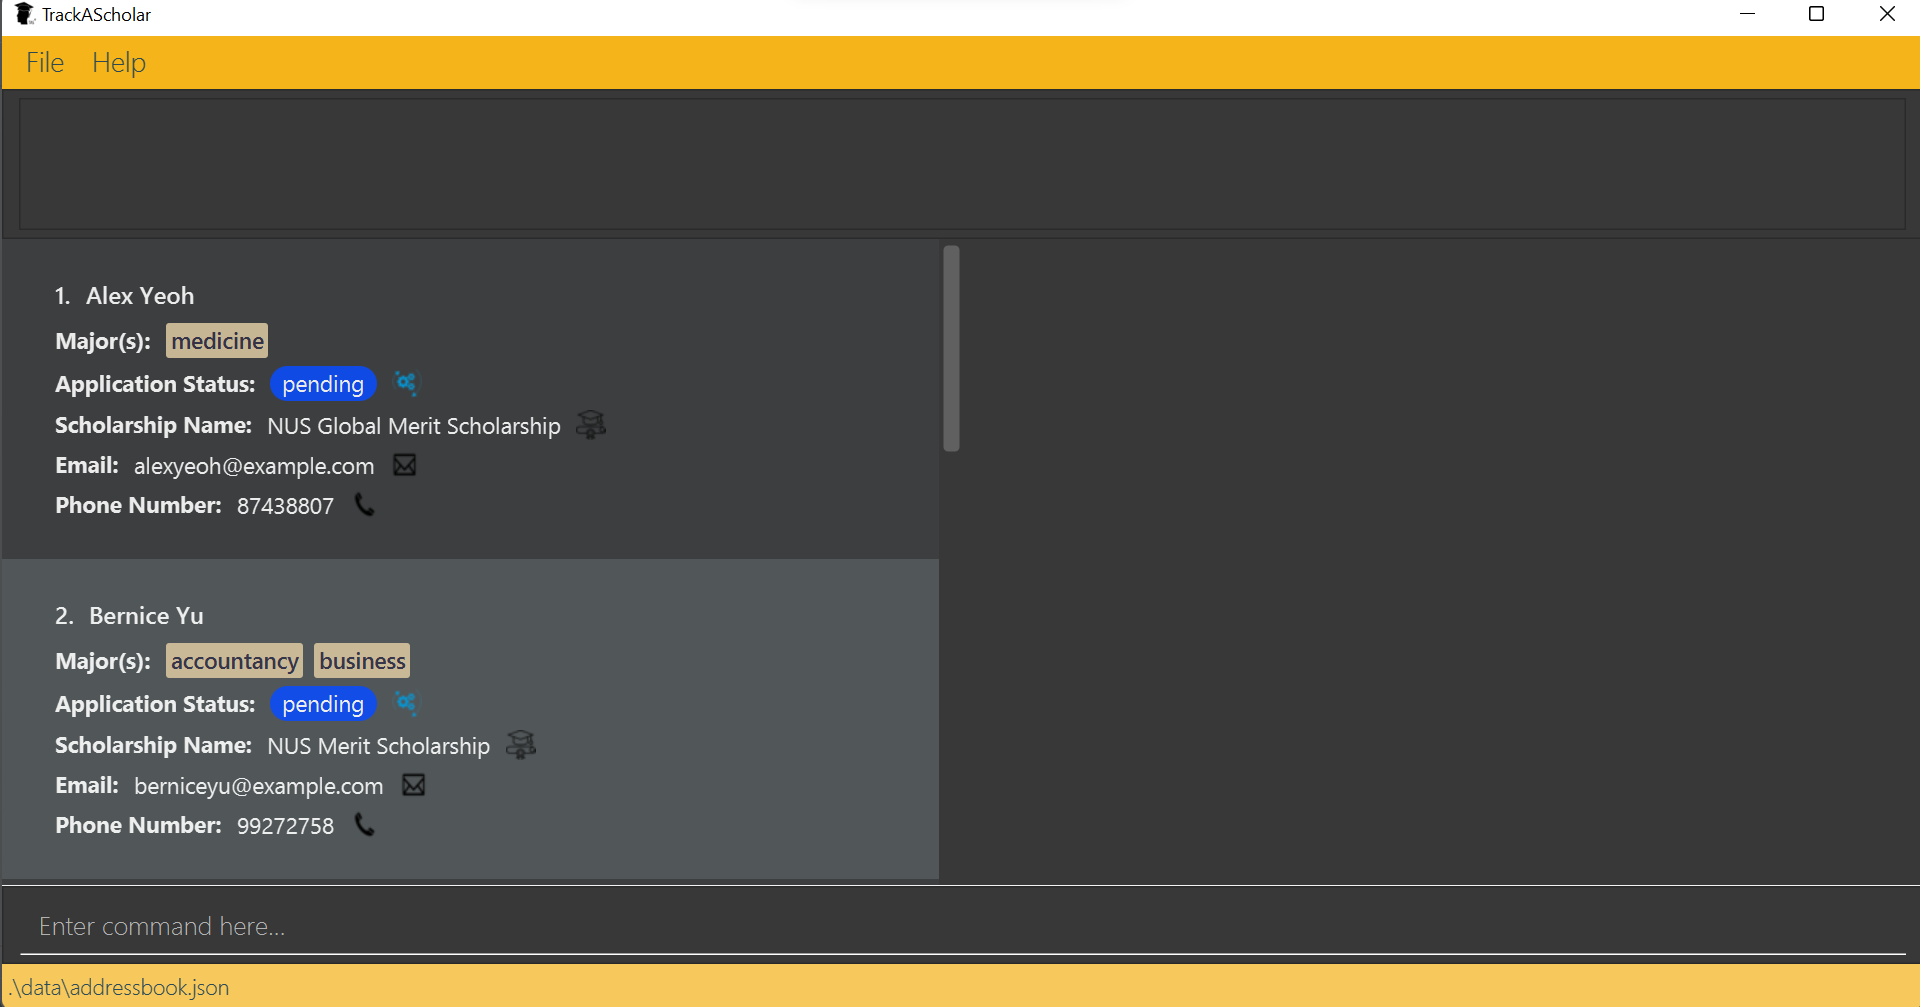 TrackAScholar
File Help
1. Alex Yeoh
Major(s): medicine
Application Status: pending
Scholarship Name: NUS Global Merit Scholarship
Email: alexyeoh@example.com
Phone Number: 87438807
2. Bernice Yu
Major(s): accountancy business
Application Status: pending
Scholarship Name: NUS Merit Scholarship
Email: berniceyu@example.com
Phone Number: 99272758
Enter command here...
.\data\addressbook.json